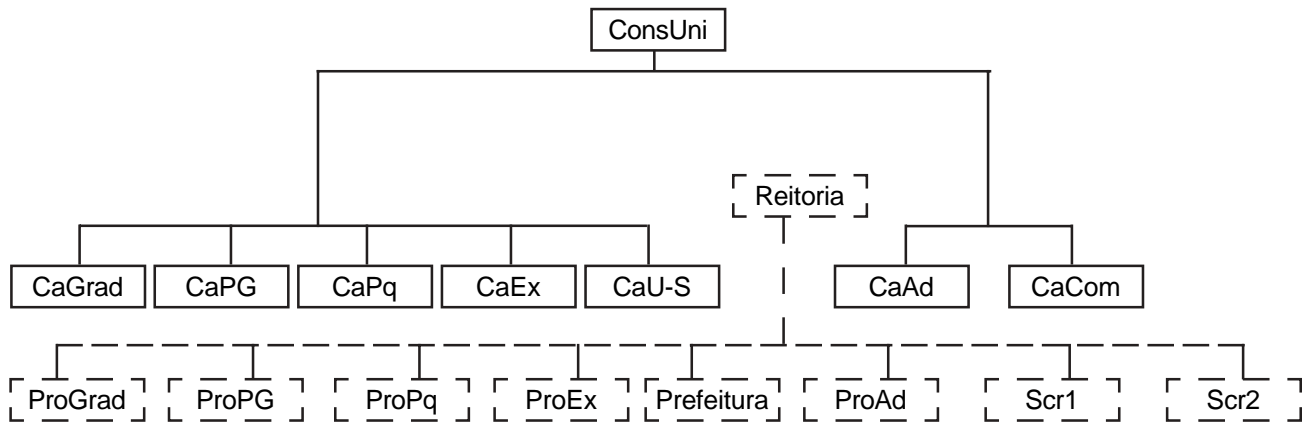 ConsUni
Reitoria
CaGrad CaPG CaPq CaEx CaU-S CaAd CaCom
ProGrad ProPG ProPq ProEx Prefeitura ProAd Scr1 Scr2